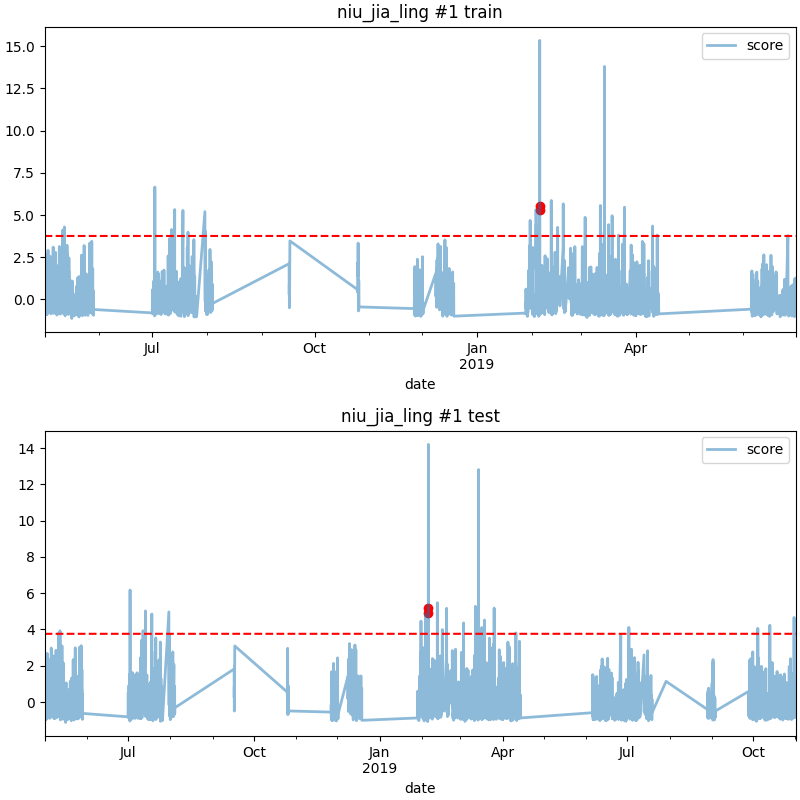 niu_jia_ling #1 train
score
15.0
12.5
10.0
7.5
5.0
2.5
0.0
Jul
Oct
Jan
2019
Apr
date
niu_jia_ling #1 test
score
14
12
10
8
6
4
2
0
Jul
Oct
Jan
2019
Apr
Jul
Oct
date